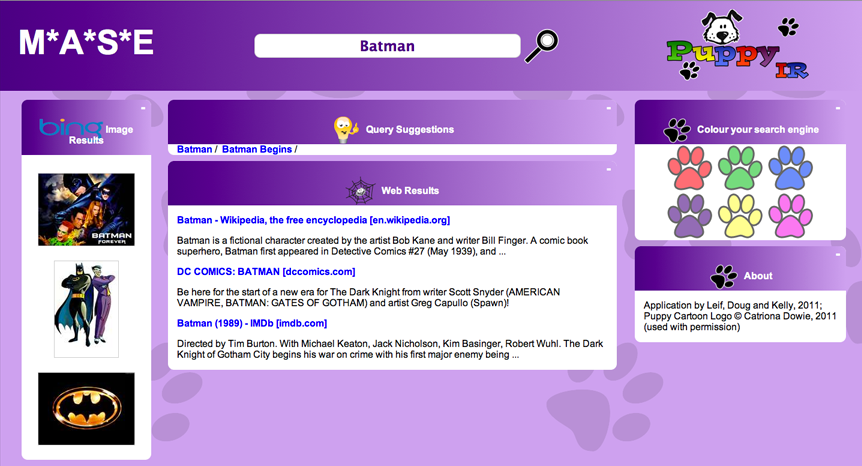 M*A*S*E
Batman
Puppy
IR
bing Image
Results
BATMAN
FOREVER
Query Suggestions
Batman / Batman Begins /
Web Results
Batman - Wikipedia, the free encyclopedia [en.wikipedia.org]
Batman is a fictional character created by the artist Bob Kane and writer Bill Finger. A comic book
superhero, Batman first appeared in Detective Comics #27 (May 1939), and ...
DC COMICS: BATMAN [dccomics.com]
Be here for the start of a new era for The Dark Knight from writer Scott Snyder (AMERICAN
VAMPIRE, BATMAN: GATES OF GOTHAM) and artist Greg Capullo (Spawn)!
Batman (1989) - IMDb [imdb.com]
Directed by Tim Burton. With Michael Keaton, Jack Nicholson, Kim Basinger, Robert Wuhl. The Dark
Knight of Gotham City begins his war on crime with his first major enemy being ...
Colour your search engine
About
Application by Leif, Doug and Kelly, 2011;
Puppy Cartoon Logo © Catriona Dowie, 2011
(used with permission)